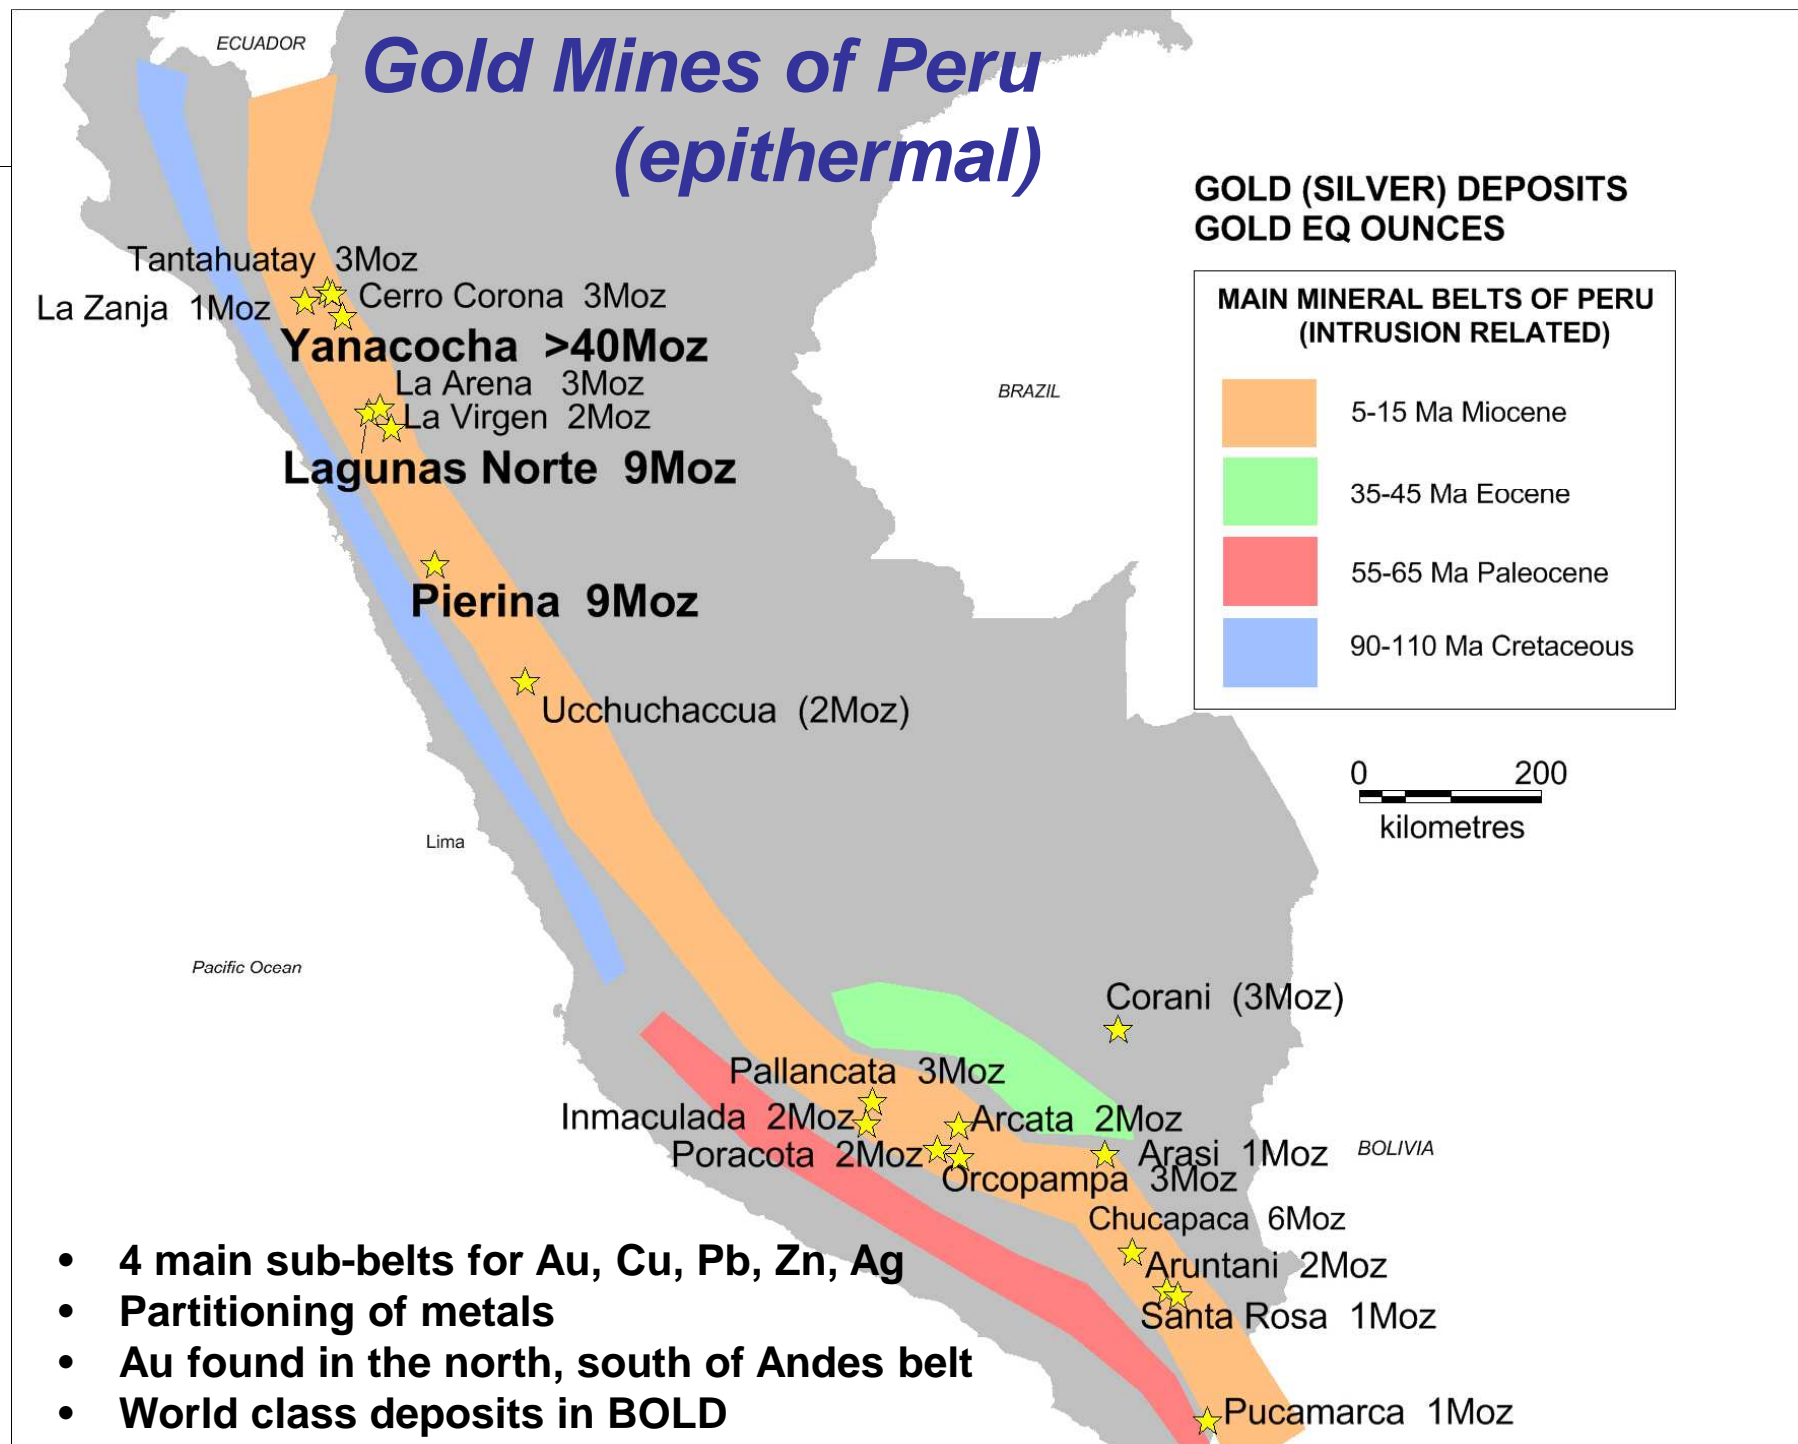 ECUADOR
Gold Mines of Peru
(epithermal)
GOLD (SILVER) DEPOSITS
GOLD EQ OUNCES
MAIN MINERAL BELTS OF PERU
(INTRUSION RELATED)
5-15 Ma Miocene
35-45 Ma Eocene
55-65 Ma Paleocene
90-110 Ma Cretaceous
0 200
kilometres
Tantahuatay 3Moz
La Zanja 1Moz
Cerro Corona 3Moz
Yanacocha >40Moz
La Arena 3Moz
La Virgen 2Moz
Lagunas Norte 9Moz
BRAZIL
Pierina 9Moz
Ucchuchaccua (2Moz)
Lima
Pacific Ocean
Corani (3Moz)
Pallancata 3Moz
Inmaculada 2Moz
Arcata 2Moz
Poracota 2Moz
Arasi 1Moz
BOLIVIA
Orcopampa 3Moz
Chucapaca 6Moz
Aruntani 2Moz
Santa Rosa 1Moz
Pucamarca 1Moz
• 4 main sub-belts for Au, Cu, Pb, Zn, Ag
• Partitioning of metals
• Au found in the north, south of Andes belt
• World class deposits in BOLD